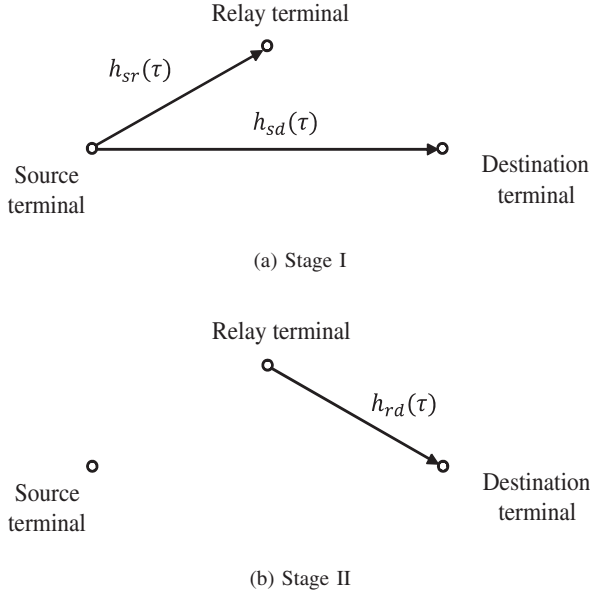 Relay terminal
h_{sr}(τ)
h_{sd}(τ)
Source
terminal
Destination
terminal
(a) Stage I
Relay terminal
h_{rd}(τ)
Source
terminal
Destination
terminal
(b) Stage II